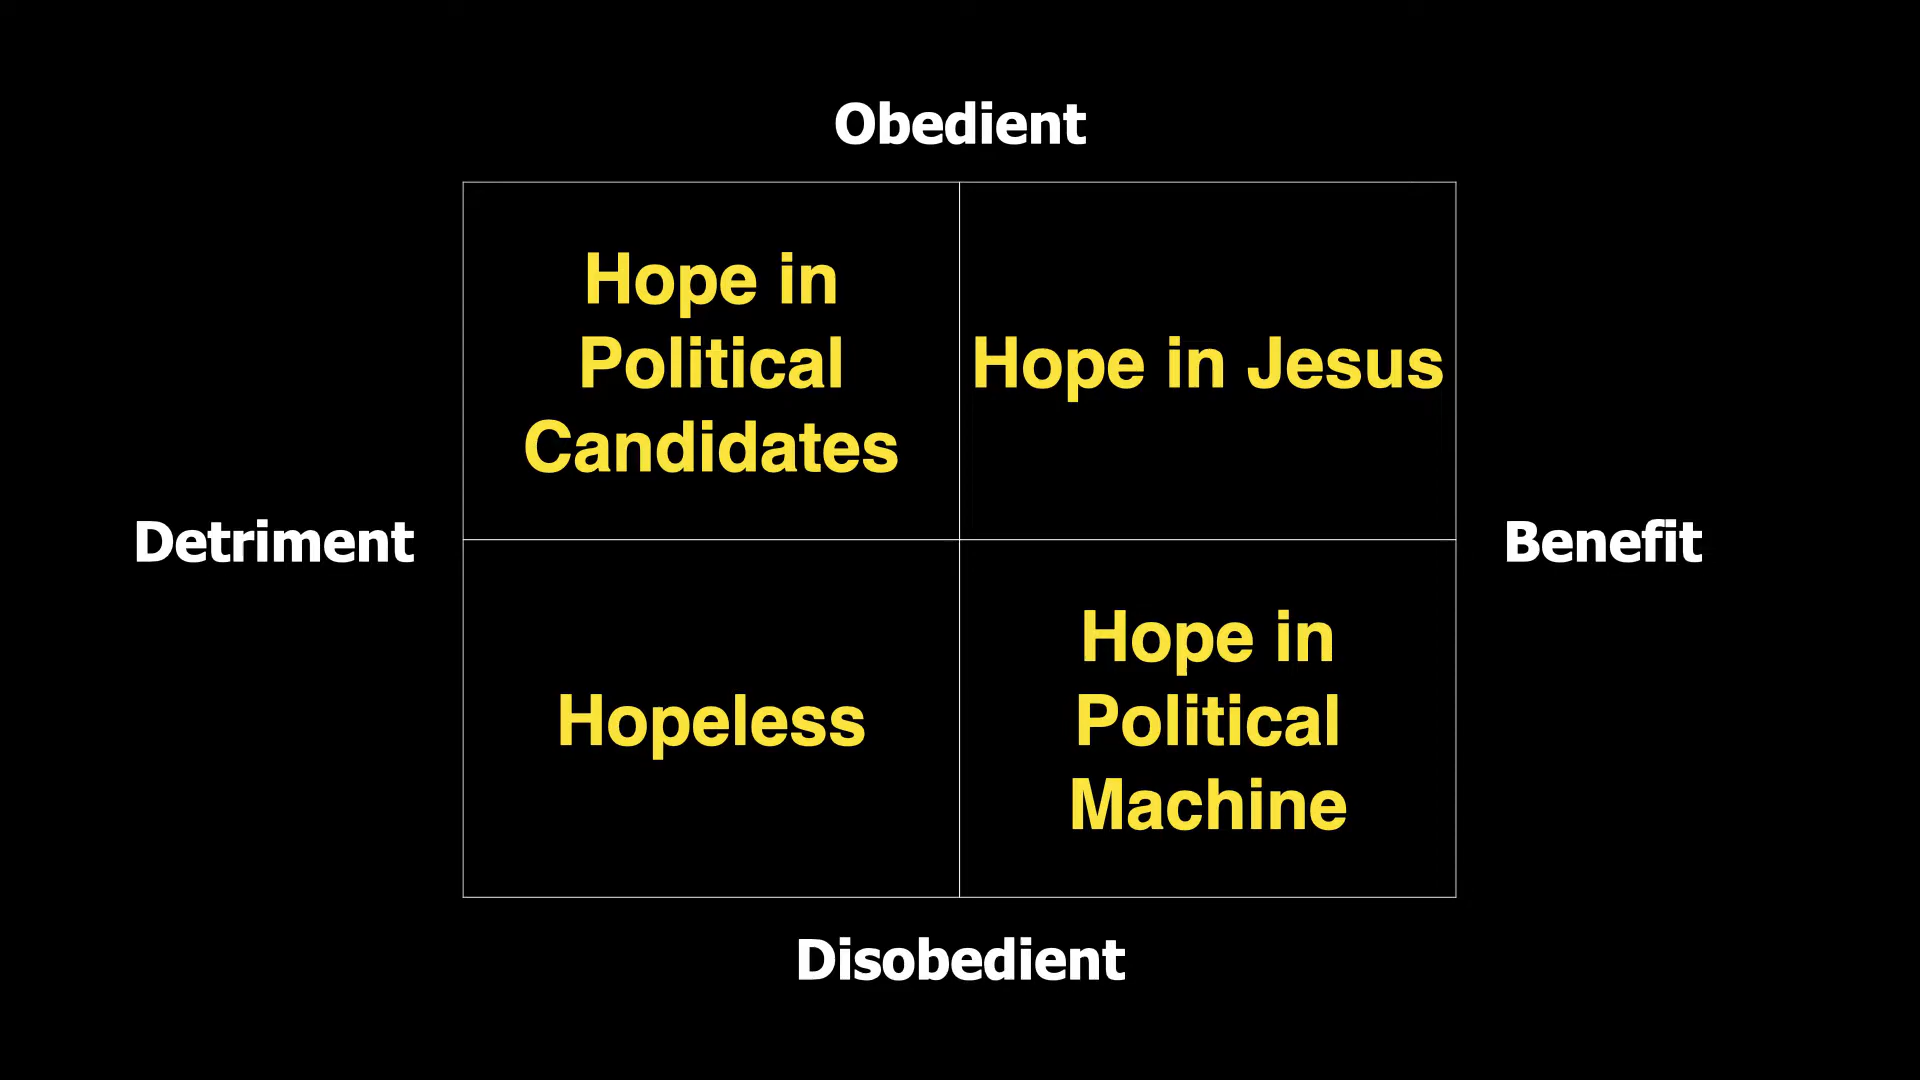 Obedient
Hope in
Political
Candidates
Hope in Jesus
Detriment
Benefit
Hopeless
Hope in
Political
Machine
Disobedient